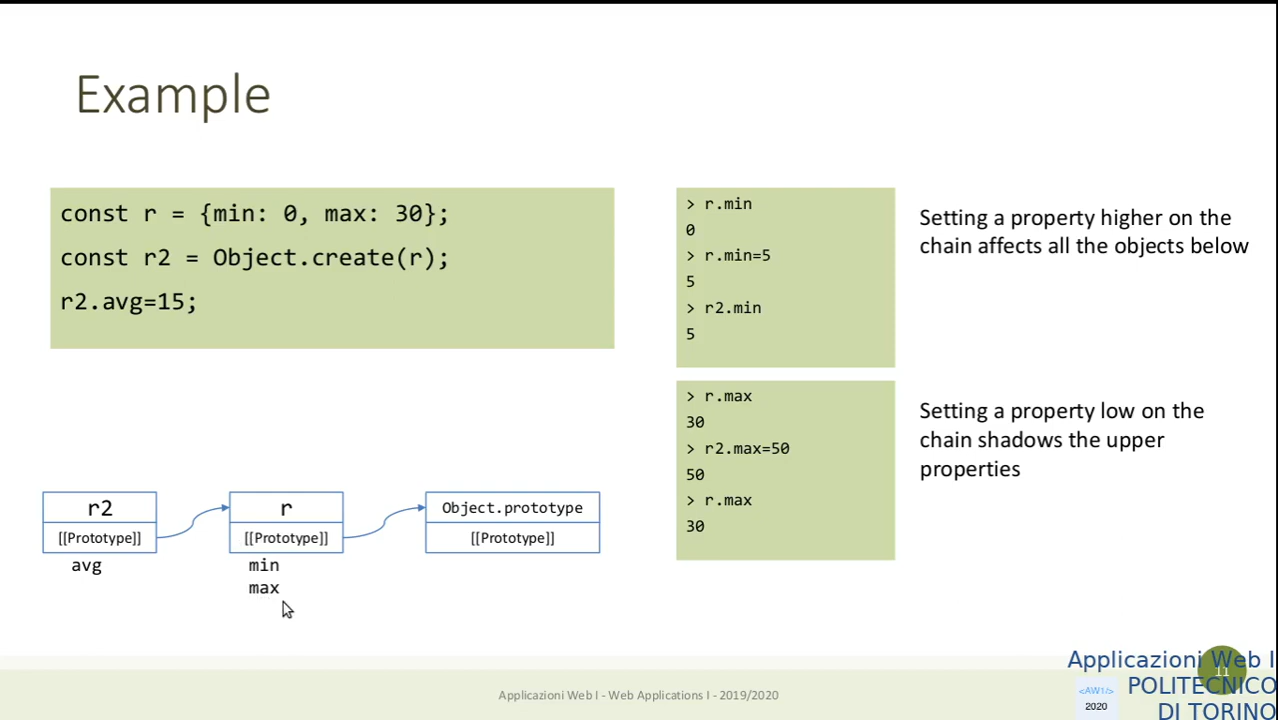 Example
const r = {min: 0, max: 30};
const r2 = Object.create(r);
r2.avg=15;
> r.min
0
> r.min=5
5
> r2.min
5
Setting a property higher on the
chain affects all the objects below
> r.max
30
> r2.max=50
50
> r.max
30
Setting a property low on the
chain shadows the upper
properties
r2
[[Prototype]]
avg
r
[[Prototype]]
min
max
Object.prototype
[[Prototype]]
Applicazioni Web I - Web Applications I - 2019/2020
11
Applicazioni Web I
POLITECNICO
DI TORINO
<AW1/>
2020